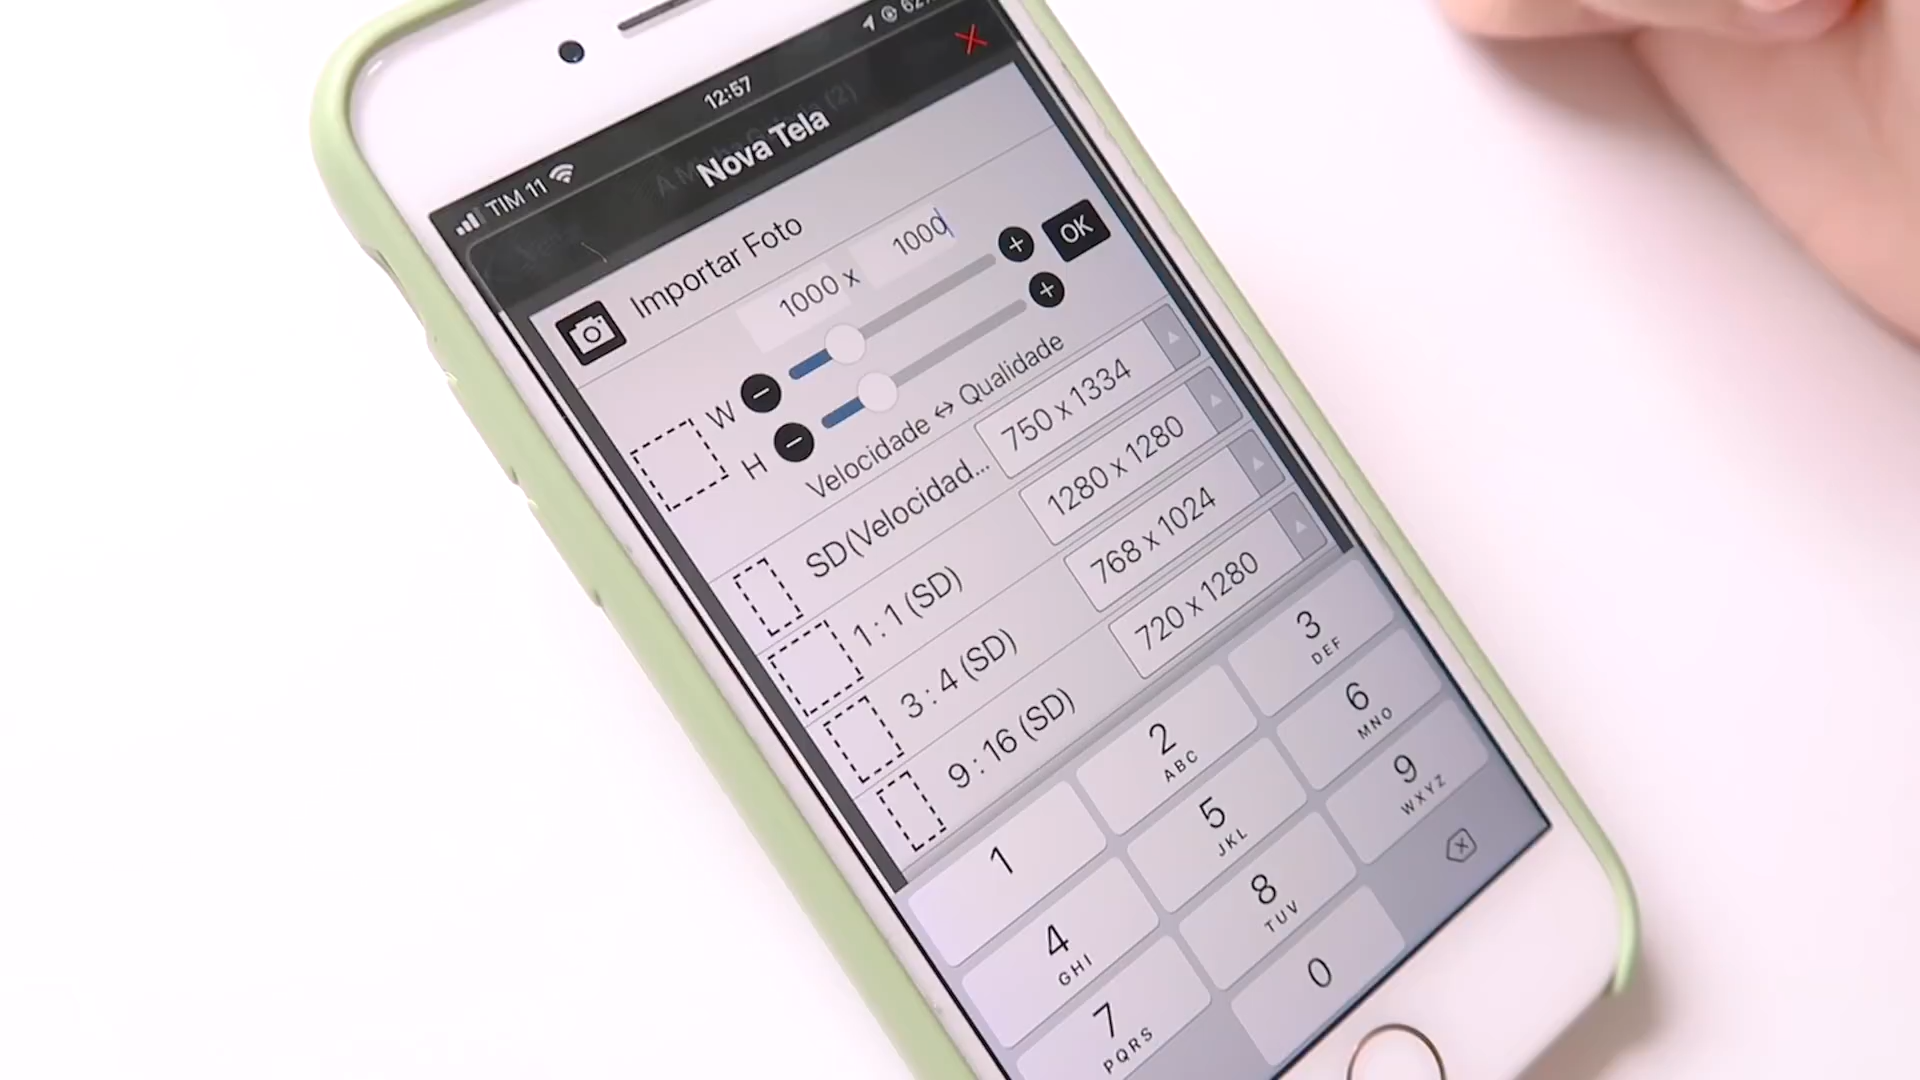 TIM 11 12:57
Nova Tela
Importar Foto
1000 x 1000
OK
W
H
Velocidade ↔ Qualidade
SD(Velocidad... 750 x 1334
1 : 1 (SD) 1280 x 1280
3 : 4 (SD) 768 x 1024
9 : 16 (SD) 720 x 1280
1
2 ABC
3 DEF
4 GHI
5 JKL
6 MNO
7 PQRS
8 TUV
9 WXYZ
0